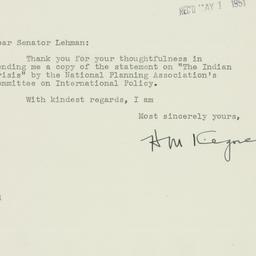 REC'D MAY 1 1951
ear Senator Lehman:
Thank you for your thoughtfulness in
ending me a copy of the statement on "The Indian
risis" by the National Planning Association's
ommittee on International Policy.
With kindest regards, I am
Most sincerely yours,